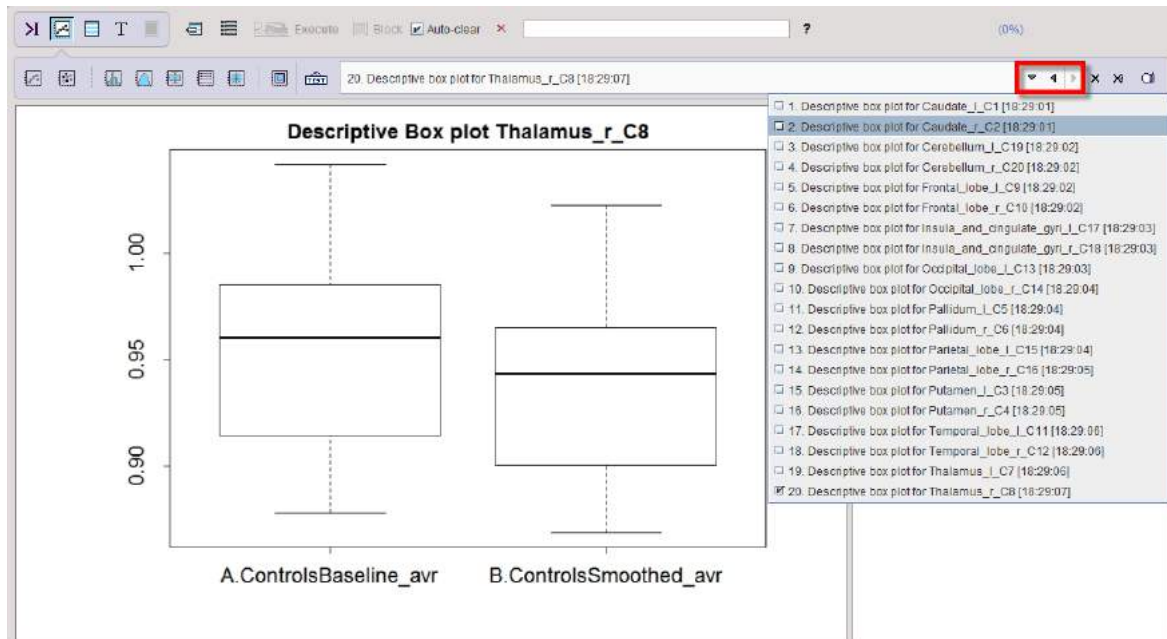 T Execute Block Auto-clear ? (0%)
TEXT 20. Descriptive box plot for Thalamus_r_C8 [18:29:07]
1. Descriptive box plot for Caudate_l_C1 [18:29:01]
2. Descriptive box plot for Caudate_r_C2 [18:29:01]
3. Descriptive box plot for Cerebellum_l_C19 [18:29:02]
4. Descriptive box plot for Cerebellum_r_C20 [18:29:02]
5. Descriptive box plot for Frontal_lobe_l_C9 [18:29:02]
6. Descriptive box plot for Frontal_lobe_r_C10 [18:29:02]
7. Descriptive box plot for Insula_and_cingulate_gyri_l_C17 [18:29:03]
8. Descriptive box plot for Insula_and_cingulate_gyri_r_C18 [18:29:03]
9. Descriptive box plot for Occipital_lobe_l_C13 [18:29:03]
10. Descriptive box plot for Occipital_lobe_r_C14 [18:29:04]
11. Descriptive box plot for Pallidum_l_C5 [18:29:04]
12. Descriptive box plot for Pallidum_r_C6 [18:29:04]
13. Descriptive box plot for Parietal_lobe_l_C15 [18:29:04]
14. Descriptive box plot for Parietal_lobe_r_C16 [18:29:05]
15. Descriptive box plot for Putamen_l_C3 [18:29:05]
16. Descriptive box plot for Putamen_r_C4 [18:29:05]
17. Descriptive box plot for Temporal_lobe_l_C11 [18:29:06]
18. Descriptive box plot for Temporal_lobe_r_C12 [18:29:06]
19. Descriptive box plot for Thalamus_l_C7 [18:29:06]
20. Descriptive box plot for Thalamus_r_C8 [18:29:07]
Descriptive Box plot Thalamus_r_C8
1.00
0.95
0.90
A.ControlsBaseline_avr B.ControlsSmoothed_avr